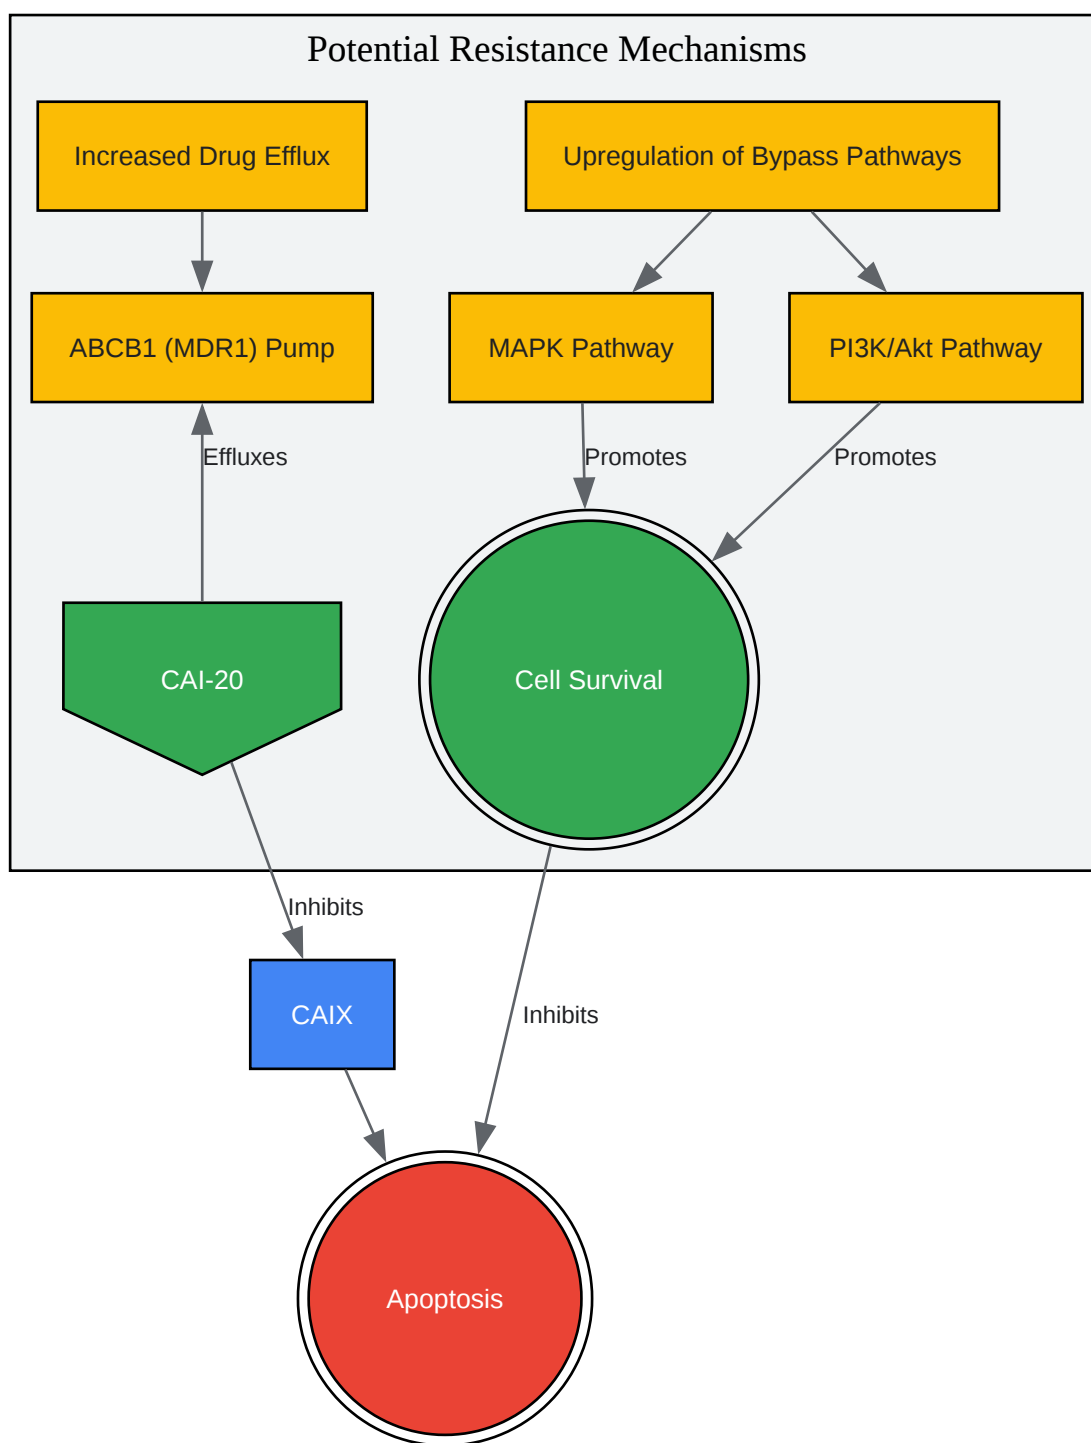 Potential Resistance Mechanisms
Increased Drug Efflux
Upregulation of Bypass Pathways
ABCB1 (MDR1) Pump
MAPK Pathway
PI3K/Akt Pathway
Effluxes
Promotes
Promotes
CAI-20
Cell Survival
Inhibits
CAIX
Inhibits
Apoptosis